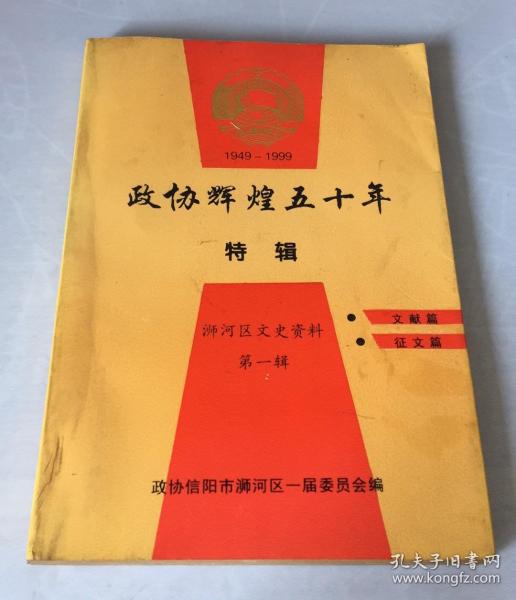 1949-1999
政协辉煌五十年
特辑
浉河区文史资料
第一辑
文献篇
征文篇
政协信阳市浉河区一届委员会编
孔夫子旧书网
www.kongfz.com